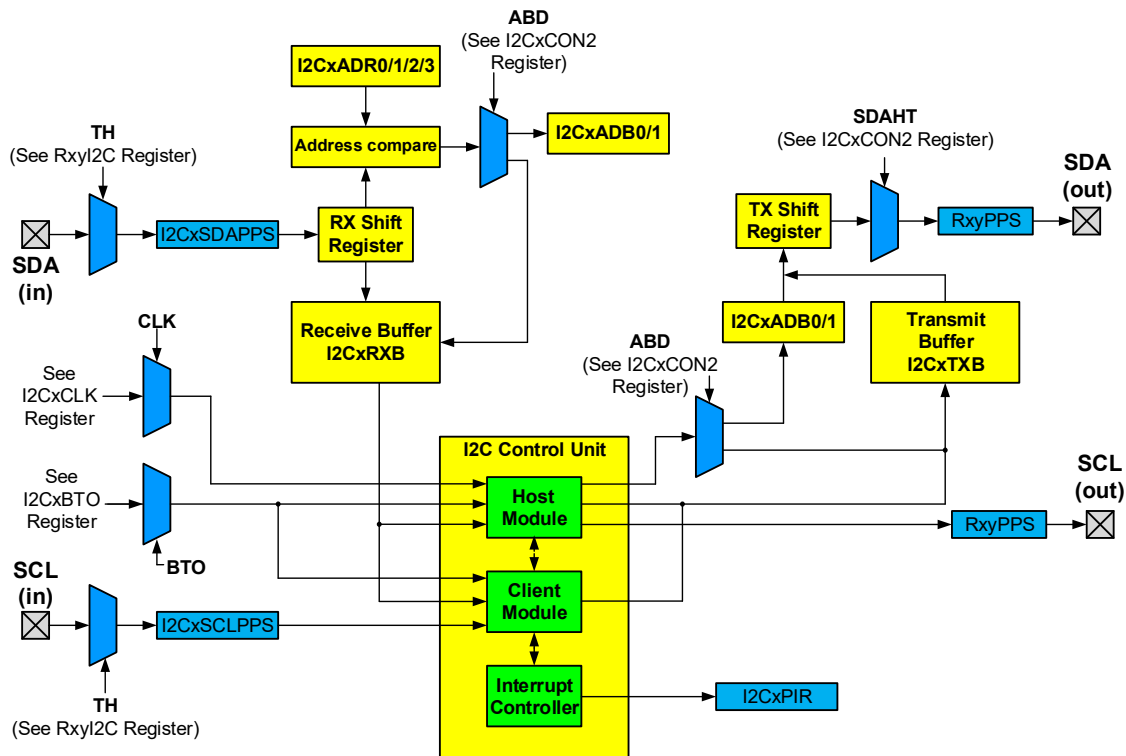 ABD
(See I2CxCON2
Register)
I2CxADR0/1/2/3
TH
(See RxyI2C Register)
Address compare
I2CxADB0/1
SDAHT
(See I2CxCON2 Register)
SDA
(out)
I2CxSDAPPS
RX Shift
Register
TX Shift
Register
RxyPPS
SDA
(in)
CLK
Receive Buffer
I2CxRXB
I2CxADB0/1
Transmit
Buffer
I2CxTXB
ABD
(See I2CxCON2
Register)
See
I2CxCLK
Register
I2C Control Unit
See
I2CxBTO
Register
Host
Module
SCL
(out)
RxyPPS
BTO
SCL
(in)
Client
Module
I2CxSCLPPS
Interrupt
Controller
I2CxPIR
TH
(See RxyI2C Register)